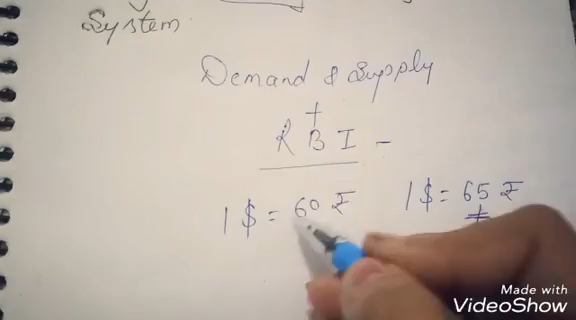 System
Demand & Supply
+
RBI -
1 $ = 60 ₹ 1 $ = 65 ₹
Made with
VideoShow